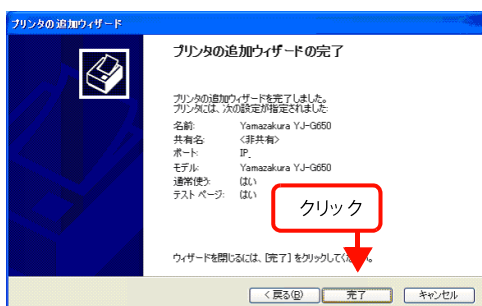 プリンタの追加ウィザード
プリンタの追加ウィザードの完了
プリンタの追加ウィザードを完了しました。
プリンタには、次の設定が指定されました:
名前: Yamazakura YJ-G650
共有名: <非共有>
ポート: IP_
モデル: Yamazakura YJ-G650
通常使う: はい
テスト ページ: はい
クリック
ウィザードを閉じるには、[完了] をクリックしてください。
< 戻る(B)
完了
キャンセル